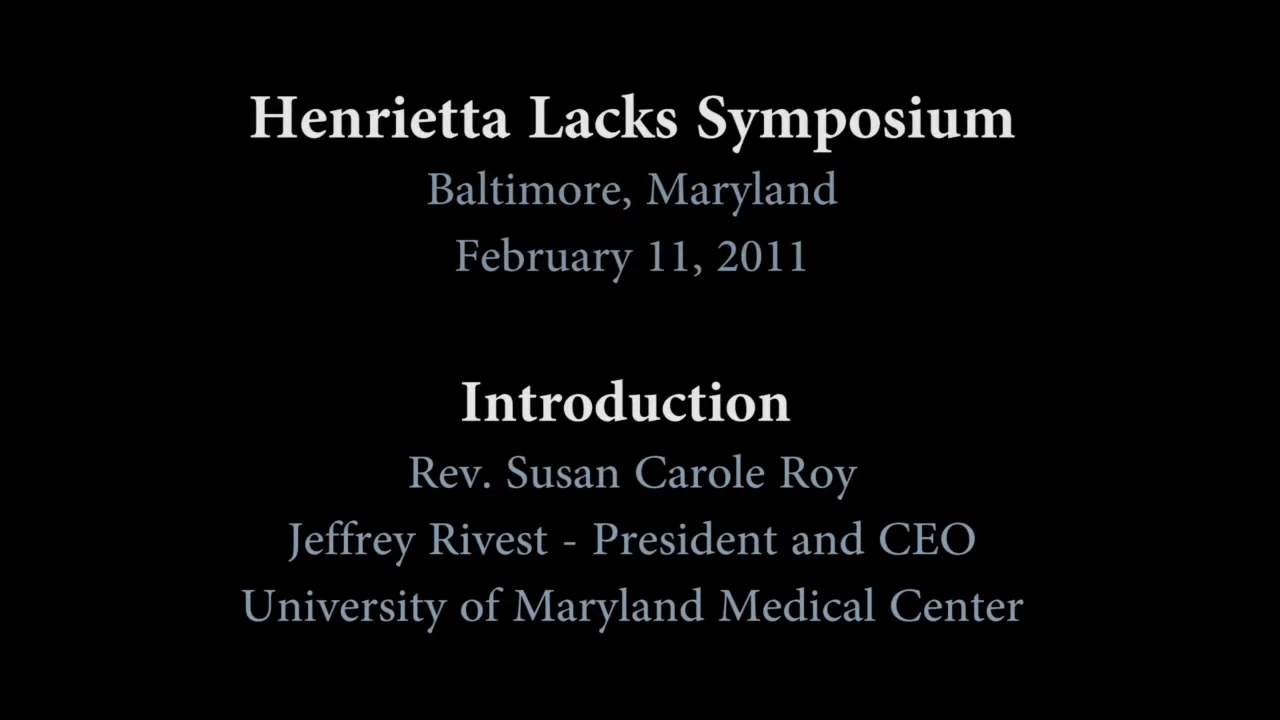 Henrietta Lacks Symposium
Baltimore, Maryland
February 11, 2011
Introduction
Rev. Susan Carole Roy
Jeffrey Rivest - President and CEO
University of Maryland Medical Center